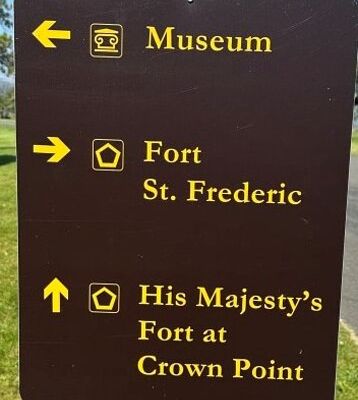 Museum
Fort
St. Frederic
His Majesty's
Fort at
Crown Point